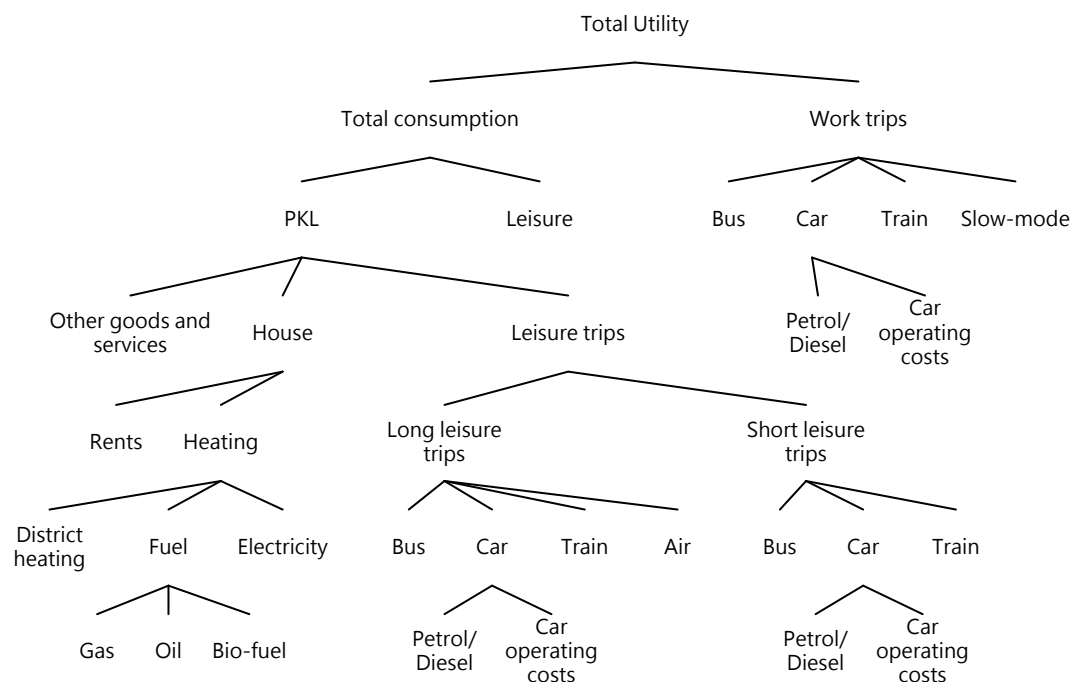 Total Utility
Total consumption
Work trips
PKL
Leisure
Bus
Car
Train
Slow-mode
Other goods and
services
House
Leisure trips
Petrol/
Diesel
Car
operating
costs
Rents
Heating
Long leisure
trips
Short leisure
trips
District
heating
Fuel
Electricity
Bus
Car
Train
Air
Bus
Car
Train
Gas
Oil
Bio-fuel
Petrol/
Diesel
Car
operating
costs
Petrol/
Diesel
Car
operating
costs